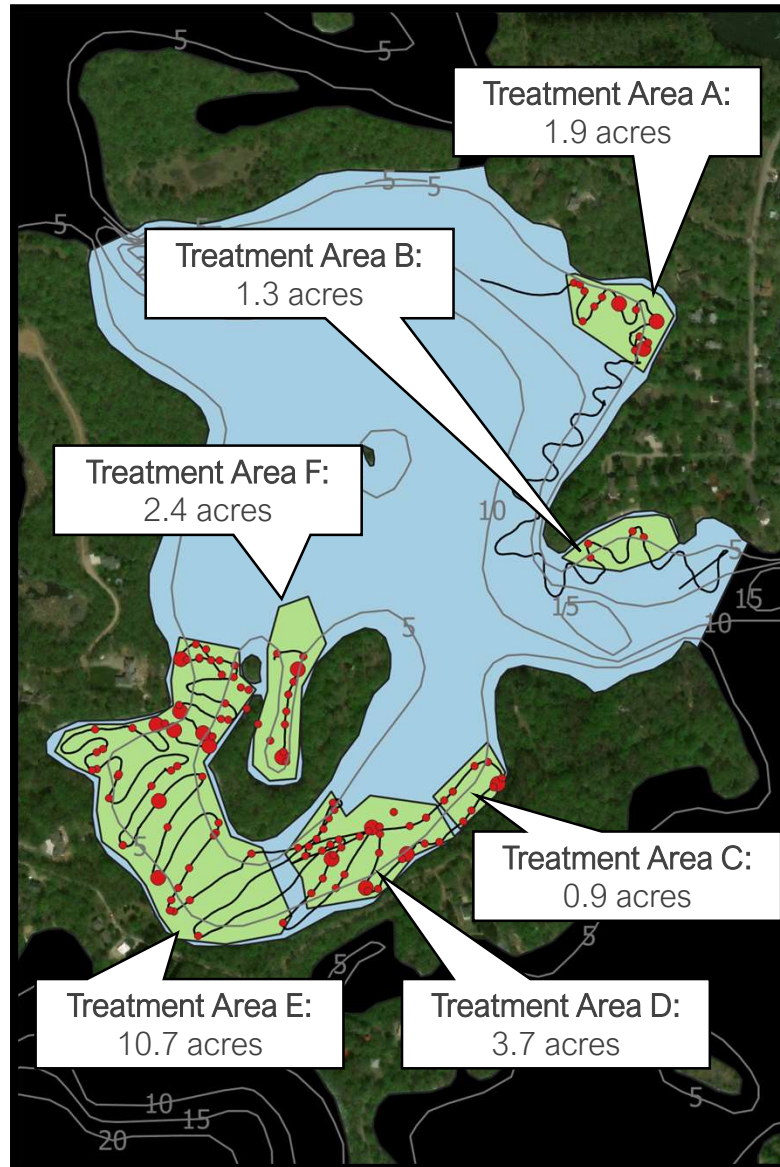 5
5
Treatment Area A:
1.9 acres
5
5
5
5
Treatment Area B:
1.3 acres
Treatment Area F:
2.4 acres
10
5
15
15
10
5
5
Treatment Area C:
0.9 acres
5
5
Treatment Area E:
10.7 acres
Treatment Area D:
3.7 acres
10
15
20
5